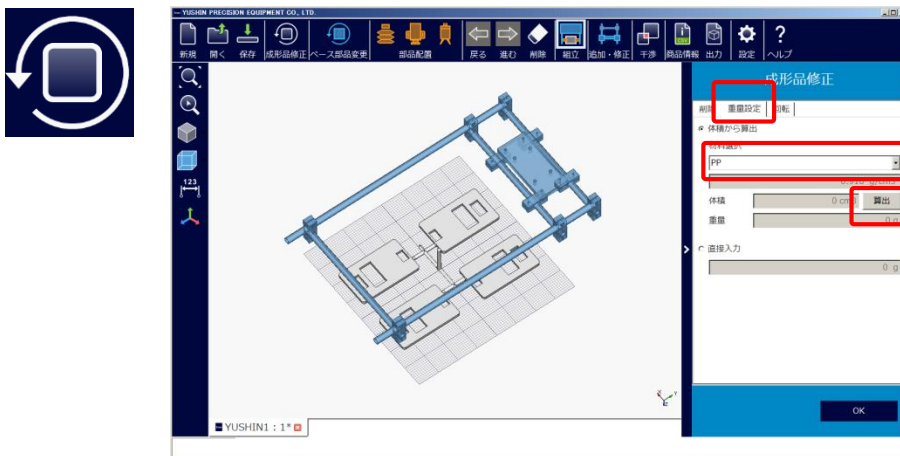 YUSHIN PRECISION EQUIPMENT CO., LTD.
新規 開く 保存 成形品修正 ベース部品変更 部品配置 戻る 進む 削除 組立 追加・修正 干渉 商品情報 出力 設定 ヘルプ
成形品修正
重量設定 回転
体積から算出
材料選択
PP
体積 0 cm 算出
重量 0 g
直接入力
0 g
123
OK
YUSHIN1 : 1*